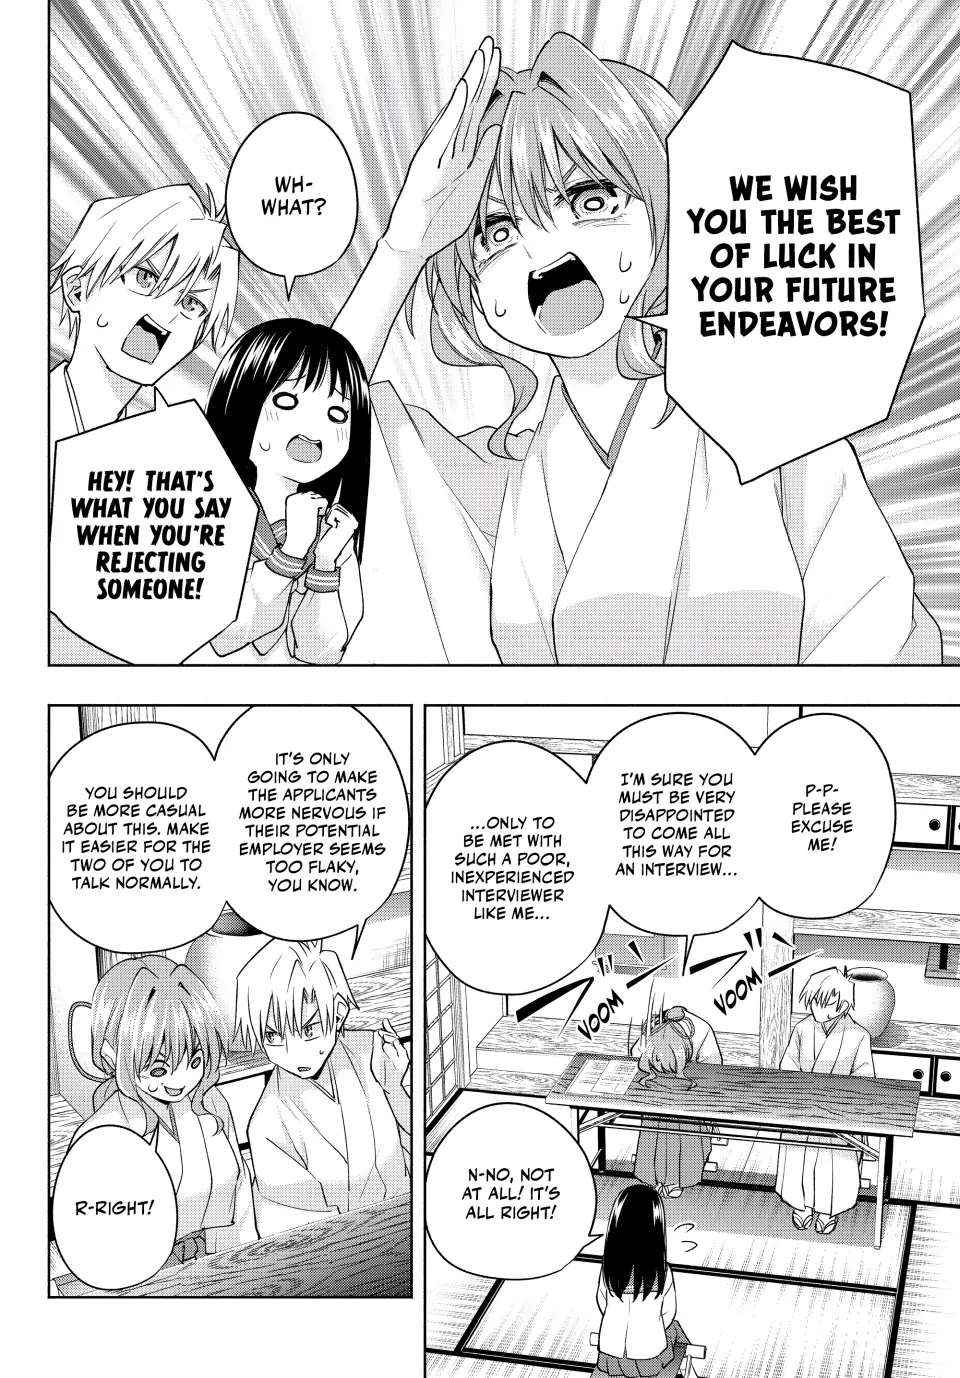 WE WISH
YOU THE BEST
OF LUCK IN
YOUR FUTURE
ENDEAVORS!
WH-
WHAT?
HEY! THAT'S
WHAT YOU SAY
WHEN YOU'RE
REJECTING
SOMEONE!
P-P-
PLEASE
EXCUSE
ME!
I'M SURE YOU
MUST BE VERY
DISAPPOINTED
TO COME ALL
THIS WAY FOR
AN INTERVIEW...
...ONLY TO
BE MET WITH
SUCH A POOR,
INEXPERIENCED
INTERVIEWER
LIKE ME...
VOOM
VOOM
N-NO, NOT
AT ALL! IT'S
ALL RIGHT!
IT'S ONLY
GOING TO MAKE
THE APPLICANTS
MORE NERVOUS IF
THEIR POTENTIAL
EMPLOYER SEEMS
TOO FLAKY,
YOU KNOW.
YOU SHOULD
BE MORE CASUAL
ABOUT THIS. MAKE
IT EASIER FOR THE
TWO OF YOU TO
TALK NORMALLY.
R-RIGHT!